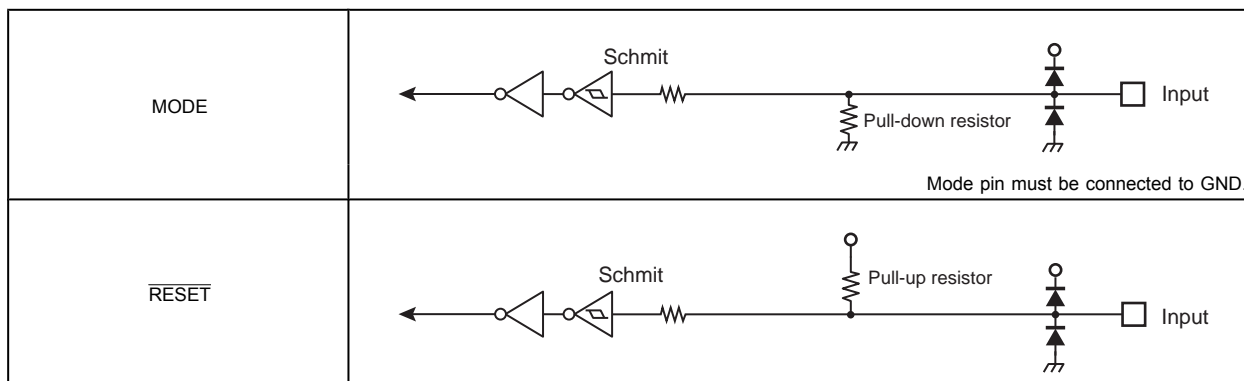 MODE
Schmit
Input
Pull-down resistor
Mode pin must be connected to GND.
RESET
Schmit
Pull-up resistor
Input